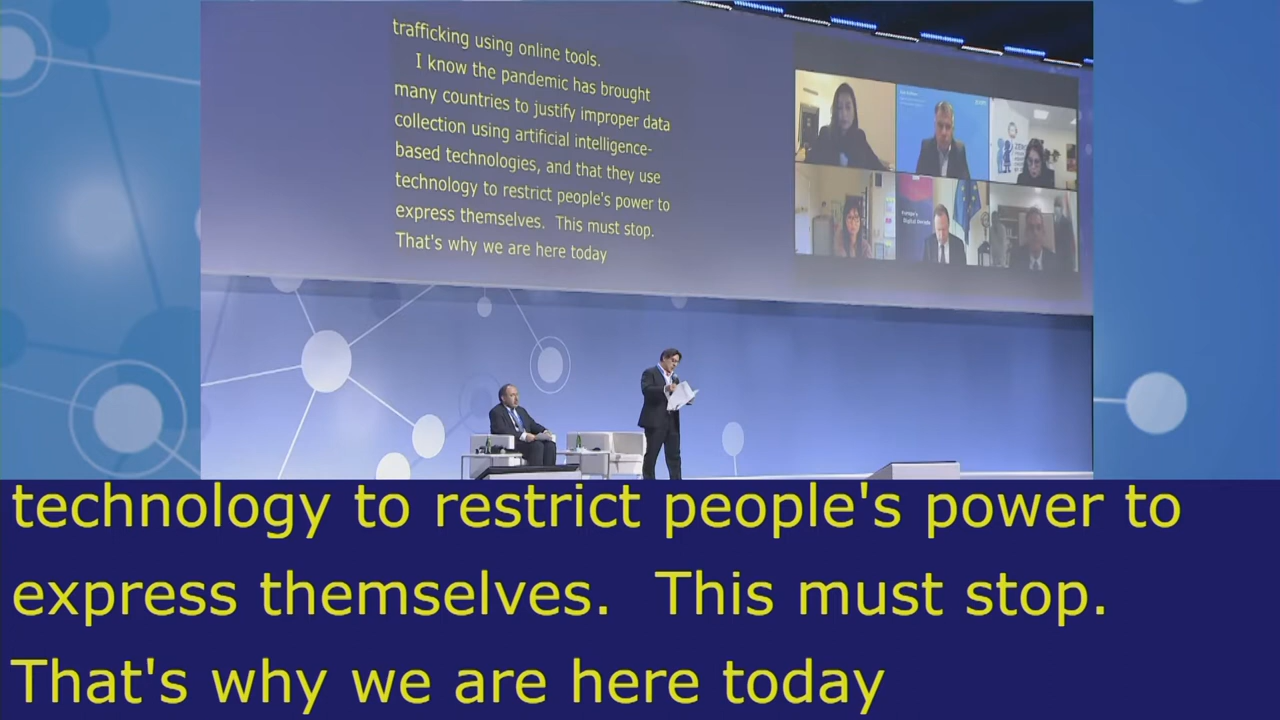 trafficking using online tools.
I know the pandemic has brought
many countries to justify improper data
collection using artificial intelligence-
based technologies, and that they use
technology to restrict people's power to
express themselves.  This must stop.
That's why we are here today
technology to restrict people's power to
express themselves.  This must stop.
That's why we are here today